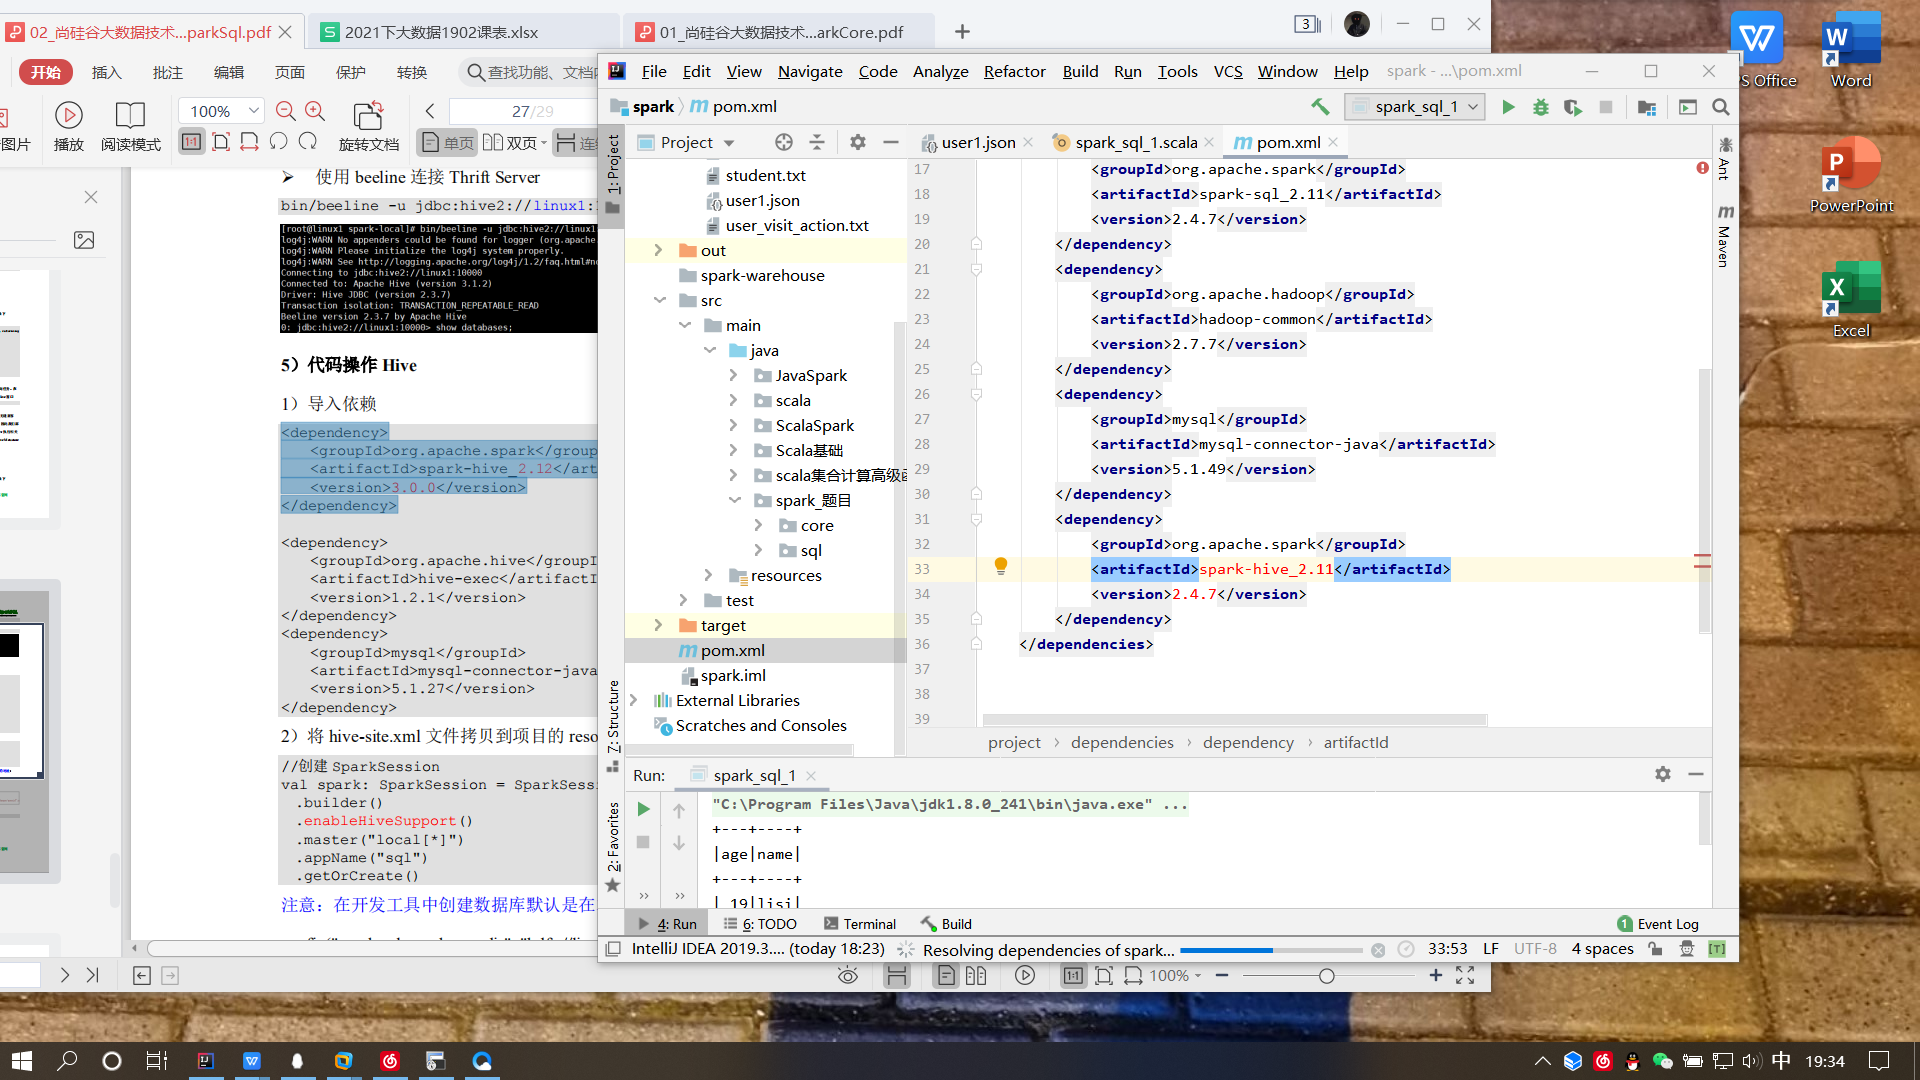 02_尚硅谷大数据技术...parkSql.pdf
2021下大数据1902课表.xlsx
01_尚硅谷大数据技术...arkCore.pdf
3
开始 插入 批注 编辑 页面 保护 转换 查找功能、文档内
100%
27/29
图片 播放 阅读模式 旋转文档 单页 双页
使用 beeline 连接 Thrift Server
bin/beeline -u jdbc:hive2://linux1:1
[root@linux1 spark-local]# bin/beeline -u jdbc:hive2://linux1
log4j:WARN No appenders could be found for logger (org.apache
log4j:WARN Please initialize the log4j system properly.
log4j:WARN See http://logging.apache.org/log4j/1.2/faq.html#no
Connecting to jdbc:hive2://linux1:10000
Connected to: Apache Hive (version 3.1.2)
Driver: Hive JDBC (version 2.3.7)
Transaction isolation: TRANSACTION_REPEATABLE_READ
Beeline version 2.3.7 by Apache Hive
0: jdbc:hive2://linux1:10000> show databases;
5）代码操作 Hive
1）导入依赖
<dependency>
<groupId>org.apache.spark</group
<artifactId>spark-hive_2.12</art
<version>3.0.0</version>
</dependency>
<dependency>
<groupId>org.apache.hive</groupI
<artifactId>hive-exec</artifactI
<version>1.2.1</version>
</dependency>
<dependency>
<groupId>mysql</groupId>
<artifactId>mysql-connector-java
<version>5.1.27</version>
</dependency>
2）将 hive-site.xml 文件拷贝到项目的 reso
//创建 SparkSession
val spark: SparkSession = SparkSess
.builder()
.enableHiveSupport()
.master("local[*]")
.appName("sql")
.getOrCreate()
注意：在开发工具中创建数据库默认是在
100%
File Edit View Navigate Code Analyze Refactor Build Run Tools VCS Window Help spark - ...\pom.xml
spark pom.xml
spark_sql_1
Project
user1.json
spark_sql_1.scala
pom.xml
1: Project
Z: Structure
2: Favorites
Ant
Maven
student.txt
user1.json
user_visit_action.txt
out
spark-warehouse
src
main
java
JavaSpark
scala
ScalaSpark
Scala基础
scala集合计算高级函
spark_题目
core
sql
resources
test
target
pom.xml
spark.iml
External Libraries
Scratches and Consoles
17 <groupId>org.apache.spark</groupId>
18 <artifactId>spark-sql_2.11</artifactId>
19 <version>2.4.7</version>
20 </dependency>
21 <dependency>
22 <groupId>org.apache.hadoop</groupId>
23 <artifactId>hadoop-common</artifactId>
24 <version>2.7.7</version>
25 </dependency>
26 <dependency>
27 <groupId>mysql</groupId>
28 <artifactId>mysql-connector-java</artifactId>
29 <version>5.1.49</version>
30 </dependency>
31 <dependency>
32 <groupId>org.apache.spark</groupId>
33 <artifactId>spark-hive_2.11</artifactId>
34 <version>2.4.7</version>
35 </dependency>
36 </dependencies>
37
38
39
project › dependencies › dependency › artifactId
Run: spark_sql_1
"C:\Program Files\Java\jdk1.8.0_241\bin\java.exe" ...
+---+----+
|age|name|
+---+----+
| 19|lisi|
4: Run 6: TODO Terminal Build 1 Event Log
IntelliJ IDEA 2019.3.... (today 18:23) Resolving dependencies of spark... 33:53 LF UTF-8 4 spaces
WPS Office
Word
PowerPoint
Excel
中 19:34